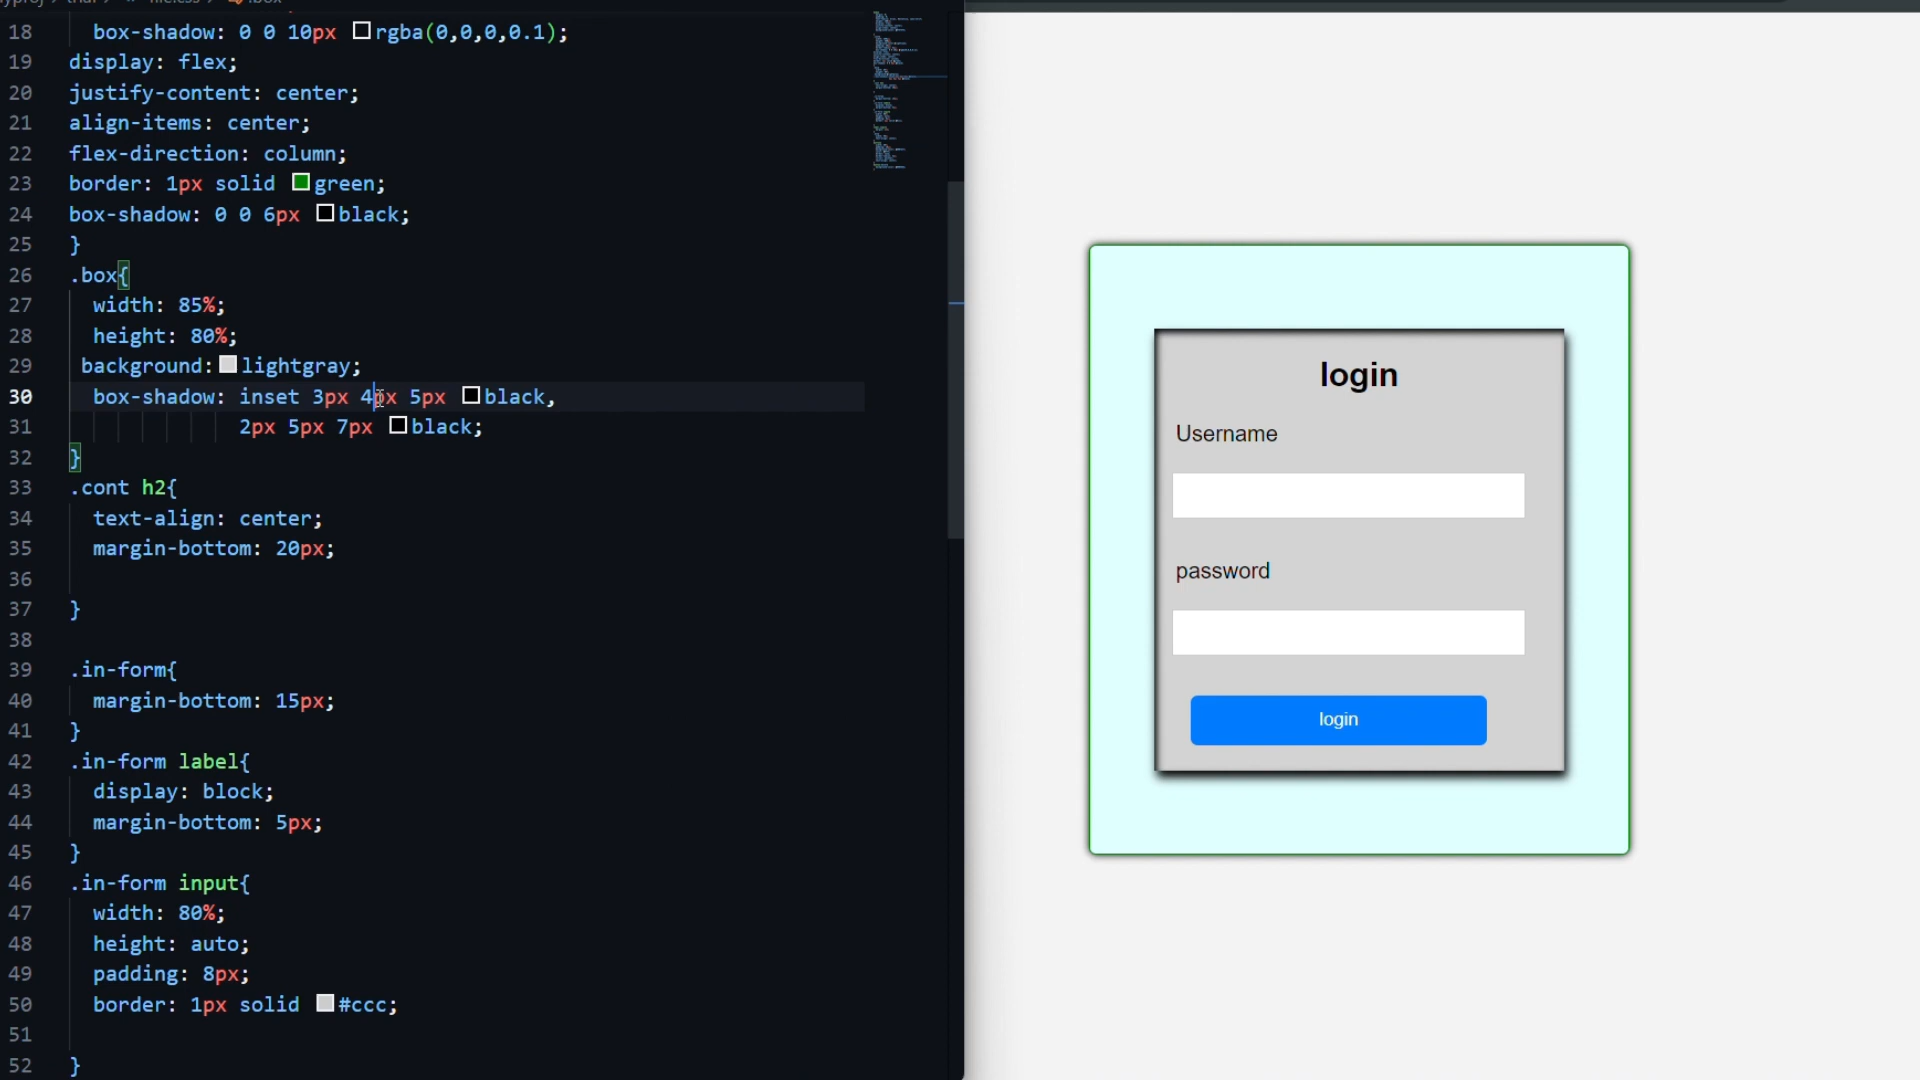 18 box-shadow: 0 0 10px rgba(0,0,0,0.1);
19 display: flex;
20 justify-content: center;
21 align-items: center;
22 flex-direction: column;
23 border: 1px solid green;
24 box-shadow: 0 0 6px black;
25 }
26 .box{
27 width: 85%;
28 height: 80%;
29 background: lightgray;
30 box-shadow: inset 3px 4px 5px black,
31 2px 5px 7px black;
32 }
33 .cont h2{
34 text-align: center;
35 margin-bottom: 20px;
36
37 }
38
39 .in-form{
40 margin-bottom: 15px;
41 }
42 .in-form label{
43 display: block;
44 margin-bottom: 5px;
45 }
46 .in-form input{
47 width: 80%;
48 height: auto;
49 padding: 8px;
50 border: 1px solid #ccc;
51
52 }
login
Username
password
login